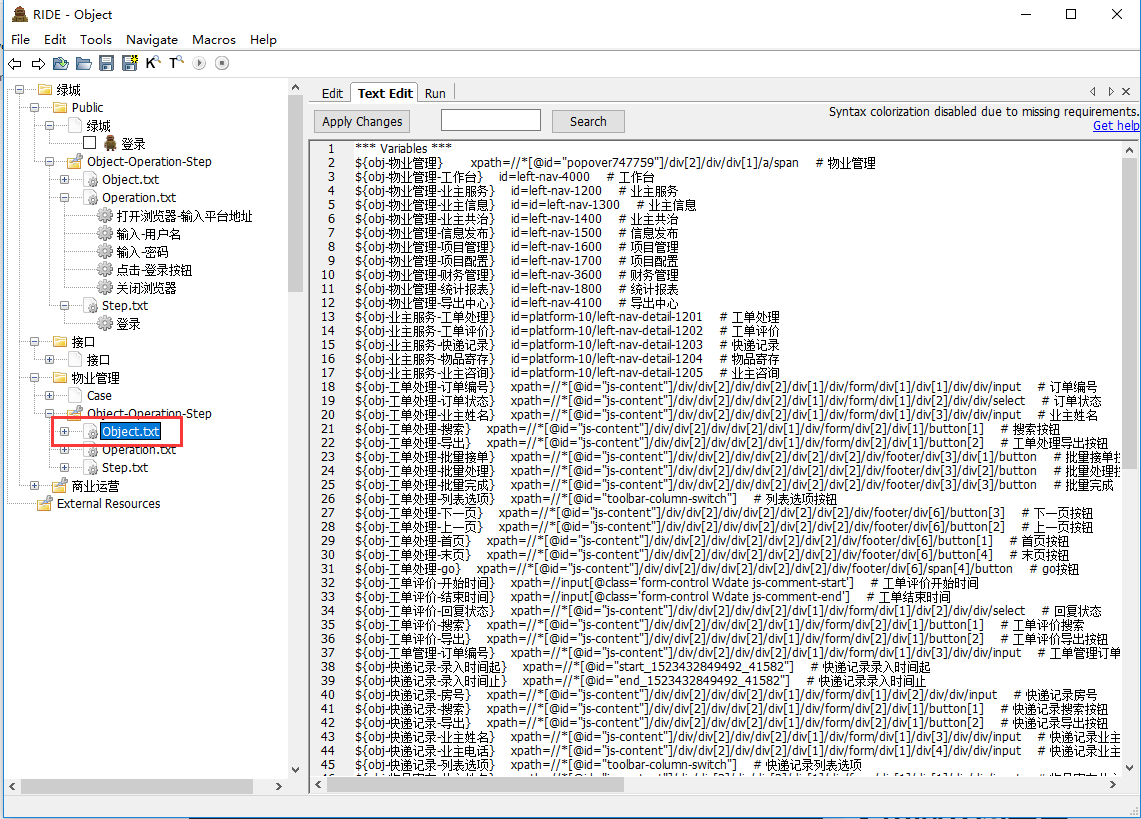 RIDE - Object
File Edit Tools Navigate Macros Help
绿城
Public
绿城
登录
Object-Operation-Step
Object.txt
Operation.txt
打开浏览器-输入平台地址
输入-用户名
输入-密码
点击-登录按钮
关闭浏览器
Step.txt
登录
接口
接口
物业管理
Case
Object-Operation-Step
Object.txt
Operation.txt
Step.txt
商业运营
External Resources
Edit Text Edit Run
Apply Changes Search
Syntax colorization disabled due to missing requirements.
Get help
1 *** Variables ***
2 ${obj-物业管理} xpath=//*[@id="popover747759"]/div[2]/div/div[1]/a/span # 物业管理
3 ${obj-物业管理-工作台} id=left-nav-4000 # 工作台
4 ${obj-物业管理-业主服务} id=left-nav-1200 # 业主服务
5 ${obj-物业管理-业主信息} id=id=left-nav-1300 # 业主信息
6 ${obj-物业管理-业主共治} id=left-nav-1400 # 业主共治
7 ${obj-物业管理-信息发布} id=left-nav-1500 # 信息发布
8 ${obj-物业管理-项目管理} id=left-nav-1600 # 项目管理
9 ${obj-物业管理-项目配置} id=left-nav-1700 # 项目配置
10 ${obj-物业管理-财务管理} id=left-nav-3600 # 财务管理
11 ${obj-物业管理-统计报表} id=left-nav-1800 # 统计报表
12 ${obj-物业管理-导出中心} id=left-nav-4100 # 导出中心
13 ${obj-业主服务-工单处理} id=platform-10/left-nav-detail-1201 # 工单处理
14 ${obj-业主服务-工单评价} id=platform-10/left-nav-detail-1202 # 工单评价
15 ${obj-业主服务-快递记录} id=platform-10/left-nav-detail-1203 # 快递记录
16 ${obj-业主服务-物品寄存} id=platform-10/left-nav-detail-1204 # 物品寄存
17 ${obj-业主服务-业主咨询} id=platform-10/left-nav-detail-1205 # 业主咨询
18 ${obj-工单处理-订单编号} xpath=//*[@id="js-content"]/div/div[2]/div/div[2]/div[1]/div/form/div[1]/div[1]/div/div/input # 订单编号
19 ${obj-工单处理-订单状态} xpath=//*[@id="js-content"]/div/div[2]/div/div[2]/div[1]/div/form/div[1]/div[2]/div/div/select # 订单状态
20 ${obj-工单处理-业主姓名} xpath=//*[@id="js-content"]/div/div[2]/div/div[2]/div[1]/div/form/div[1]/div[3]/div/div/input # 业主姓名
21 ${obj-工单处理-搜索} xpath=//*[@id="js-content"]/div/div[2]/div/div[2]/div[1]/div/form/div[2]/div[1]/button[1] # 搜索按钮
22 ${obj-工单处理-导出} xpath=//*[@id="js-content"]/div/div[2]/div/div[2]/div[1]/div/form/div[2]/div[1]/button[2] # 工单处理导出按钮
23 ${obj-工单处理-批量接单} xpath=//*[@id="js-content"]/div/div[2]/div/div[2]/div[2]/div/footer/div[3]/div[1]/button # 批量接单
24 ${obj-工单处理-批量处理} xpath=//*[@id="js-content"]/div/div[2]/div/div[2]/div[2]/div/footer/div[3]/div[2]/button # 批量处理
25 ${obj-工单处理-批量完成} xpath=//*[@id="js-content"]/div/div[2]/div/div[2]/div[2]/div/footer/div[3]/div[3]/button # 批量完成
26 ${obj-工单处理-列表选项} xpath=//*[@id="toolbar-column-switch"] # 列表选项按钮
27 ${obj-工单处理-下一页} xpath=//*[@id="js-content"]/div/div[2]/div/div[2]/div[2]/div/footer/div[6]/button[3] # 下一页按钮
28 ${obj-工单处理-上一页} xpath=//*[@id="js-content"]/div/div[2]/div/div[2]/div[2]/div/footer/div[6]/button[2] # 上一页按钮
29 ${obj-工单处理-首页} xpath=//*[@id="js-content"]/div/div[2]/div/div[2]/div[2]/div/footer/div[6]/button[1] # 首页按钮
30 ${obj-工单处理-末页} xpath=//*[@id="js-content"]/div/div[2]/div/div[2]/div[2]/div/footer/div[6]/button[4] # 末页按钮
31 ${obj-工单处理-go} xpath=//*[@id="js-content"]/div/div[2]/div/div[2]/div[2]/div/footer/div[6]/span[4]/button # go按钮
32 ${obj-工单评价-开始时间} xpath=//input[@class='form-control Wdate js-comment-start'] # 工单评价开始时间
33 ${obj-工单评价-结束时间} xpath=//input[@class='form-control Wdate js-comment-end'] # 工单结束时间
34 ${obj-工单评价-回复状态} xpath=//*[@id="js-content"]/div/div[2]/div/div[2]/div[1]/div/form/div[1]/div[2]/div/div/select # 回复状态
35 ${obj-工单评价-搜索} xpath=//*[@id="js-content"]/div/div[2]/div/div[2]/div[1]/div/form/div[2]/div[1]/button[1] # 工单评价搜索
36 ${obj-工单评价-导出} xpath=//*[@id="js-content"]/div/div[2]/div/div[2]/div[1]/div/form/div[2]/div[1]/button[2] # 工单评价导出按钮
37 ${obj-工单管理-订单编号} xpath=//*[@id="js-content"]/div/div[2]/div/div[2]/div[1]/div/form/div[1]/div[3]/div/div/input # 工单管理订单
38 ${obj-快递记录-录入时间起} xpath=//*[@id="start_1523432849492_41582"] # 快递记录录入时间起
39 ${obj-快递记录-录入时间止} xpath=//*[@id="end_1523432849492_41582"] # 快递记录录入时间止
40 ${obj-快递记录-房号} xpath=//*[@id="js-content"]/div/div[2]/div/div[2]/div[1]/div/form/div[1]/div[2]/div/div/input # 快递记录房号
41 ${obj-快递记录-搜索} xpath=//*[@id="js-content"]/div/div[2]/div/div[2]/div[1]/div/form/div[2]/div[1]/button[1] # 快递记录搜索按钮
42 ${obj-快递记录-导出} xpath=//*[@id="js-content"]/div/div[2]/div/div[2]/div[1]/div/form/div[2]/div[1]/button[2] # 快递记录导出按钮
43 ${obj-快递记录-业主姓名} xpath=//*[@id="js-content"]/div/div[2]/div/div[2]/div[1]/div/form/div[1]/div[3]/div/div/input # 快递记录业主
44 ${obj-快递记录-业主电话} xpath=//*[@id="js-content"]/div/div[2]/div/div[2]/div[1]/div/form/div[1]/div[4]/div/div/input # 快递记录业主
45 ${obj-快递记录-列表选项} xpath=//*[@id="toolbar-column-switch"] # 快递记录列表选项